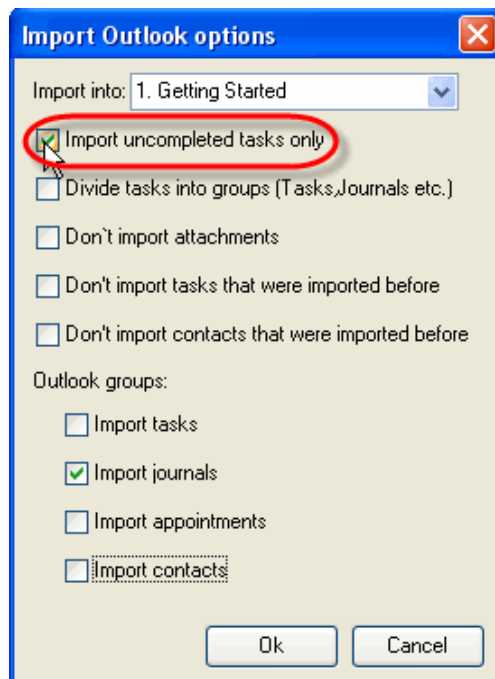 Import Outlook options
Import into: 1. Getting Started
Import uncompleted tasks only
Divide tasks into groups (Tasks,Journals etc.)
Don`t import attachments
Don't import tasks that were imported before
Don't import contacts that were imported before
Outlook groups:
Import tasks
Import journals
Import appointments
Import contacts
Ok Cancel